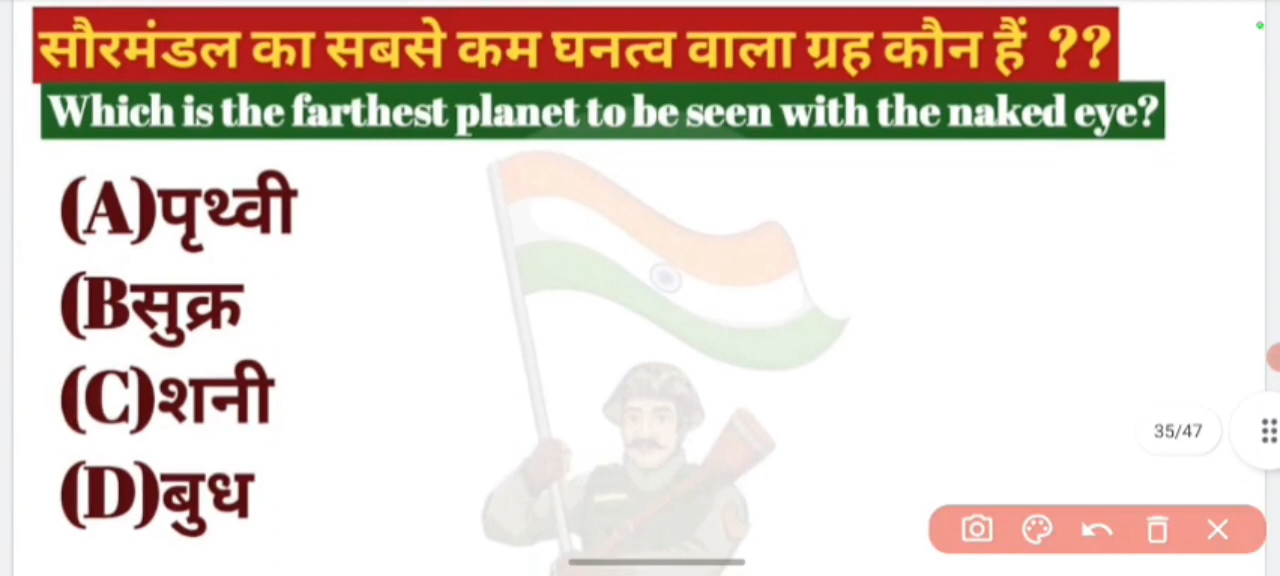 सौरमंडल का सबसे कम घनत्व वाला ग्रह कौन हैं ??
Which is the farthest planet to be seen with the naked eye?
(A)पृथ्वी
(Bसुक्र
(C)शनी
(D)बुध
35/47